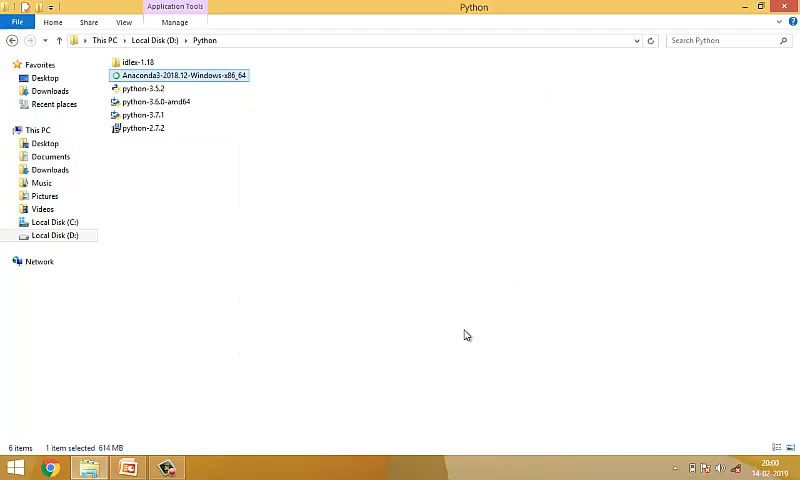 Application Tools
Python
File
Home
Share
View
Manage
This PC
Local Disk (D:)
Python
Search Python
Favorites
Desktop
Downloads
Recent places
This PC
Desktop
Documents
Downloads
Music
Pictures
Videos
Local Disk (C:)
Local Disk (D:)
Network
idlex-1.18
Anaconda3-2018.12-Windows-x86_64
python-3.5.2
python-3.6.0-amd64
python-3.7.1
python-2.7.2
6 items
1 item selected 614 MB
20:00
14-02-2019